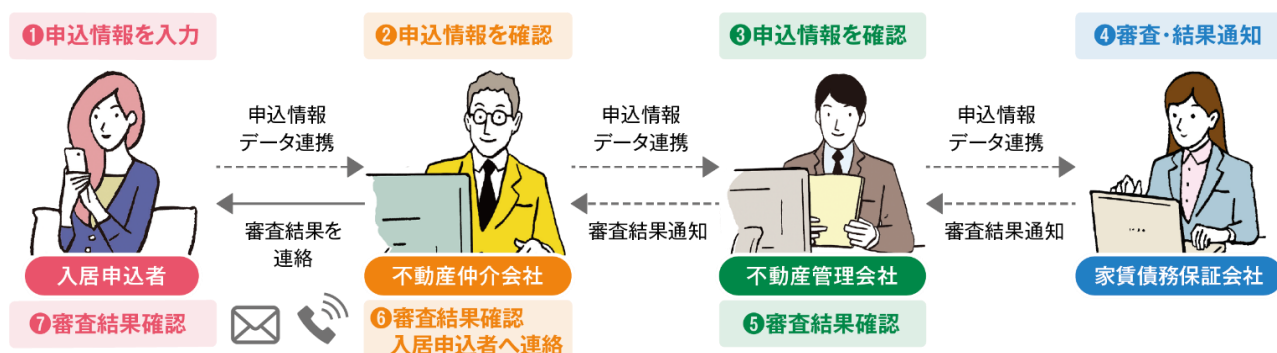 ❶申込情報を入力
❷申込情報を確認
❸申込情報を確認
❹審査・結果通知
申込情報
データ連携
申込情報
データ連携
申込情報
データ連携
審査結果を
連絡
審査結果通知
審査結果通知
入居申込者
不動産仲介会社
不動産管理会社
家賃債務保証会社
❼審査結果確認
❻審査結果確認
入居申込者へ連絡
❺審査結果確認